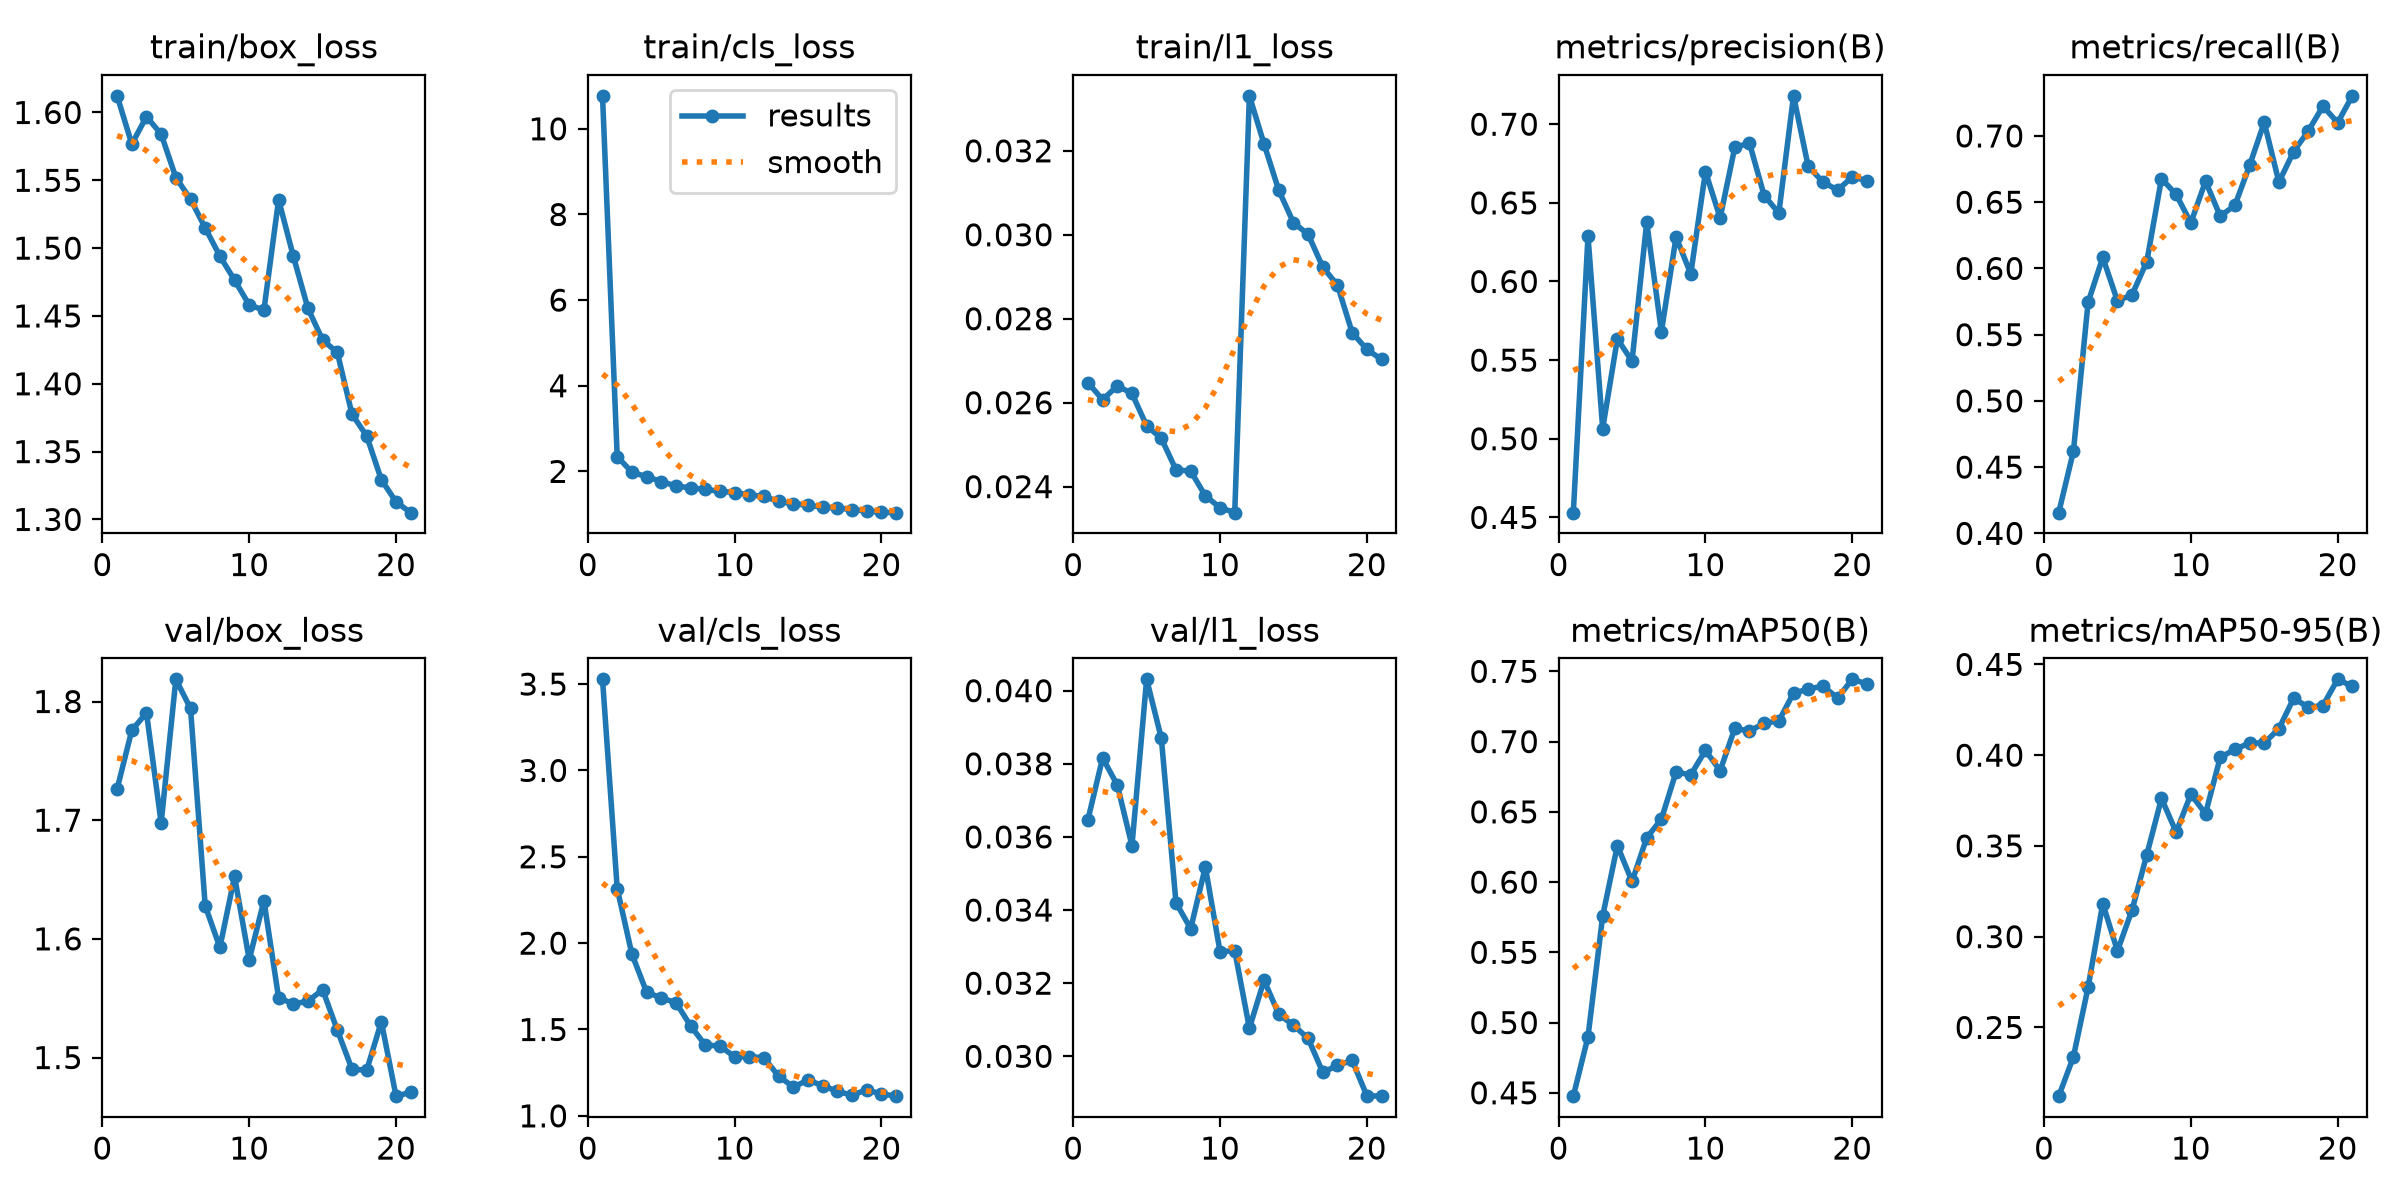 train/box_loss
1.60
1.55
1.50
1.45
1.40
1.35
1.30
0 10 20
train/cls_loss
results
smooth
10
8
6
4
2
0 10 20
train/l1_loss
0.032
0.030
0.028
0.026
0.024
0 10 20
metrics/precision(B)
0.70
0.65
0.60
0.55
0.50
0.45
0 10 20
metrics/recall(B)
0.70
0.65
0.60
0.55
0.50
0.45
0.40
0 10 20
val/box_loss
1.8
1.7
1.6
1.5
0 10 20
val/cls_loss
3.5
3.0
2.5
2.0
1.5
1.0
0 10 20
val/l1_loss
0.040
0.038
0.036
0.034
0.032
0.030
0 10 20
metrics/mAP50(B)
0.75
0.70
0.65
0.60
0.55
0.50
0.45
0 10 20
metrics/mAP50-95(B)
0.45
0.40
0.35
0.30
0.25
0 10 20